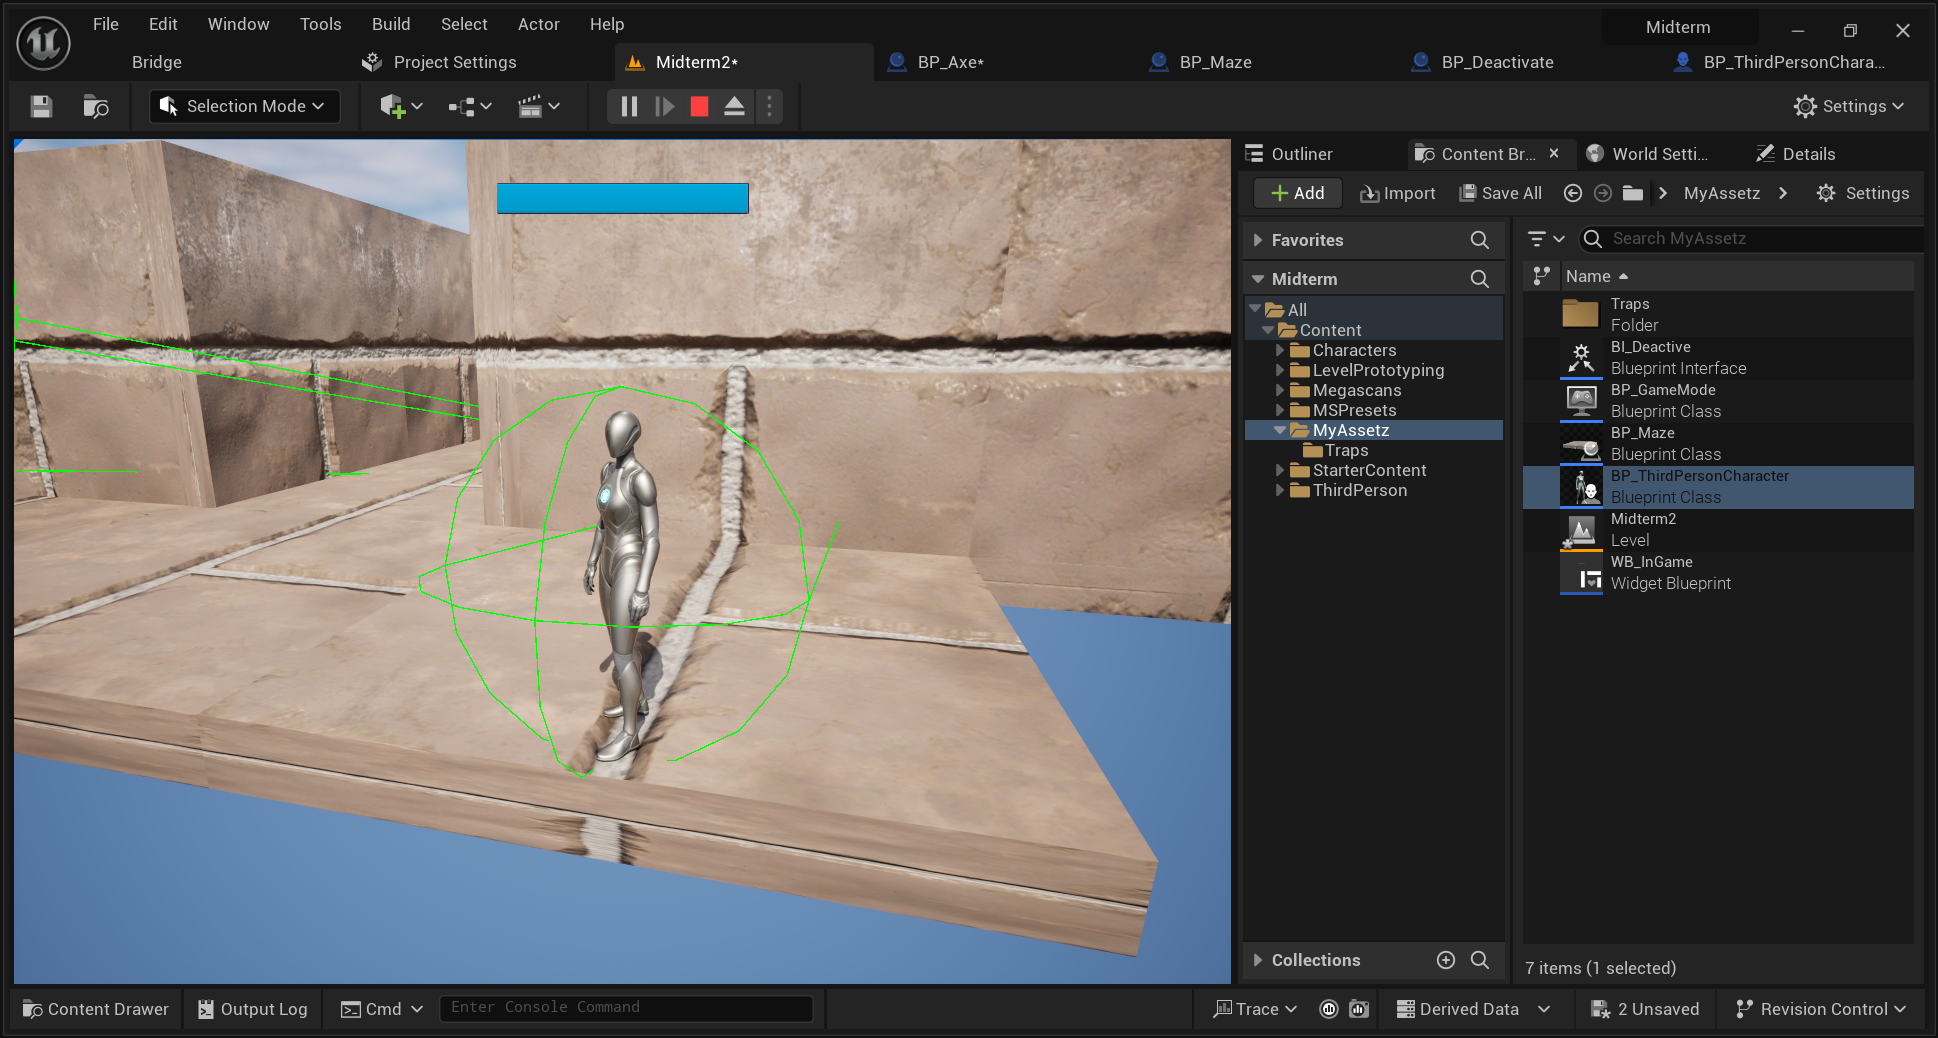 File Edit Window Tools Build Select Actor Help
Midterm
Bridge
Project Settings
Midterm2*
BP_Axe*
BP_Maze
BP_Deactivate
BP_ThirdPersonChara...
Selection Mode
Settings
Outliner
Content Br...
World Setti...
Details
Add
Import
Save All
MyAssetz
Settings
Favorites
Search MyAssetz
Midterm
Name
All
Content
Characters
LevelPrototyping
Megascans
MSPresets
MyAssetz
Traps
StarterContent
ThirdPerson
Traps
Folder
BI_Deactive
Blueprint Interface
BP_GameMode
Blueprint Class
BP_Maze
Blueprint Class
BP_ThirdPersonCharacter
Blueprint Class
Midterm2
Level
WB_InGame
Widget Blueprint
Collections
7 items (1 selected)
Content Drawer
Output Log
Cmd
Enter Console Command
Trace
Derived Data
2 Unsaved
Revision Control